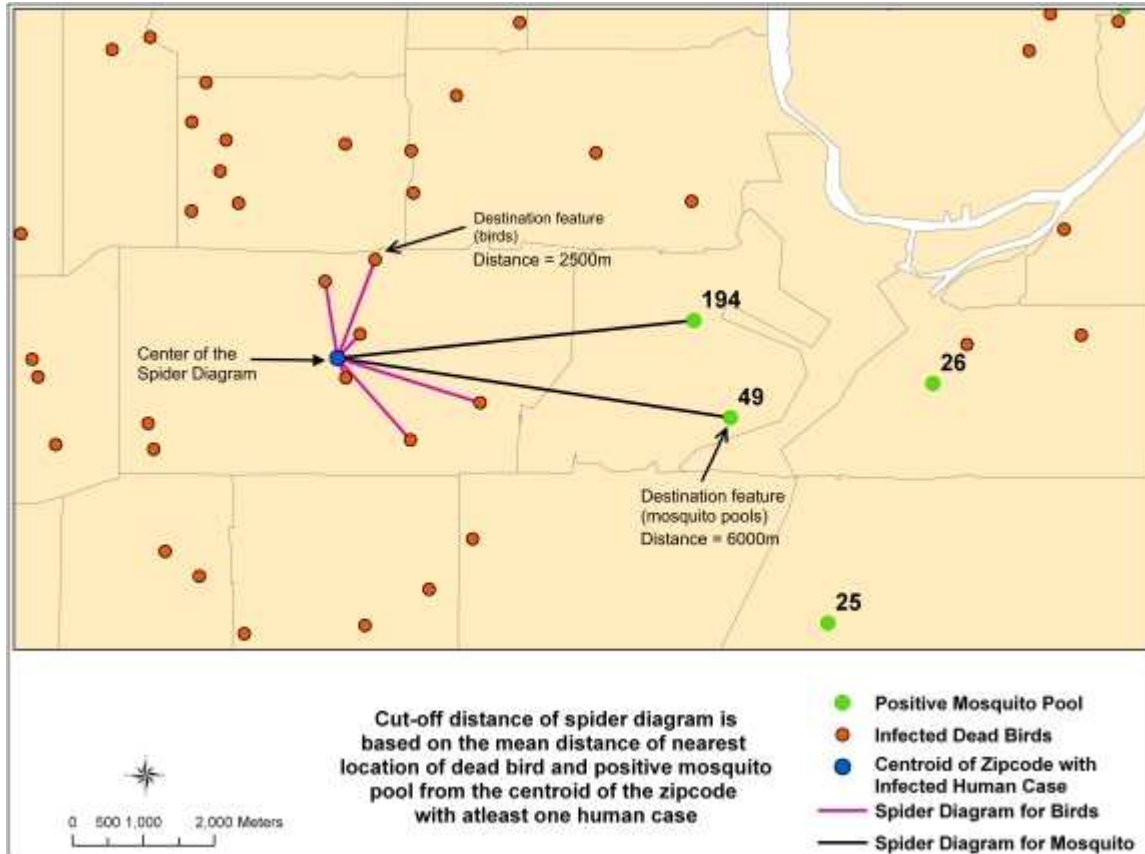 Destination feature
(birds)
Distance = 2500m
194
Center of the
Spider Diagram
26
49
Destination feature
(mosquito pools)
Distance = 6000m
25
Cut-off distance of spider diagram is
based on the mean distance of nearest
location of dead bird and positive mosquito
pool from the centroid of the zipcode
with atleast one human case
0 500 1,000 2,000 Meters
Positive Mosquito Pool
Infected Dead Birds
Centroid of Zipcode with
Infected Human Case
Spider Diagram for Birds
Spider Diagram for Mosquito